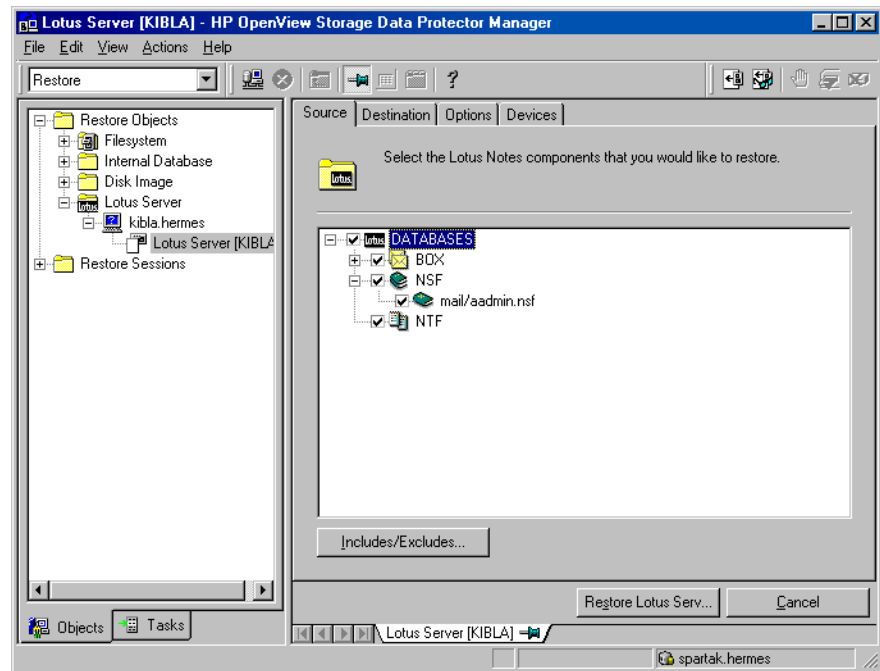 Lotus Server [KIBLA] - HP OpenView Storage Data Protector Manager
File Edit View Actions Help
Restore
Restore Objects
Filesystem
Internal Database
Disk Image
Lotus Server
kibla.hermes
Lotus Server [KIBLA
Restore Sessions
Objects Tasks
Source Destination Options Devices
Select the Lotus Notes components that you would like to restore.
DATABASES
BOX
NSF
mail/aadmin.nsf
NTF
Includes/Excludes...
Restore Lotus Serv... Cancel
Lotus Server [KIBLA]
spartak.hermes